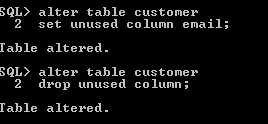 SQL> alter table customer
  2  set unused column email;
Table altered.
SQL> alter table customer
  2  drop unused column;
Table altered.